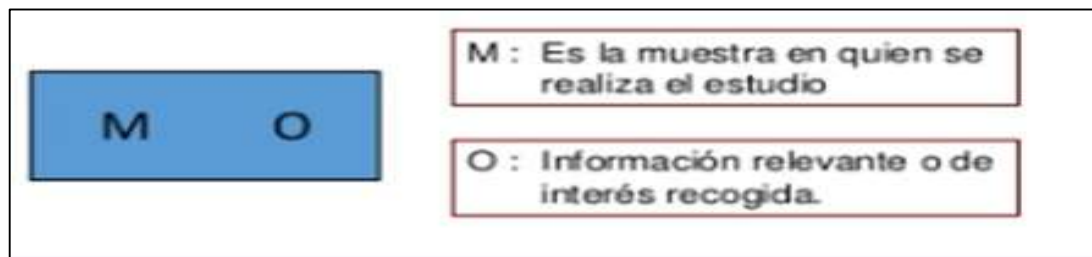 M O
M : Es la muestra en quien se
realiza el estudio
O : Información relevante o de
interés recogida.